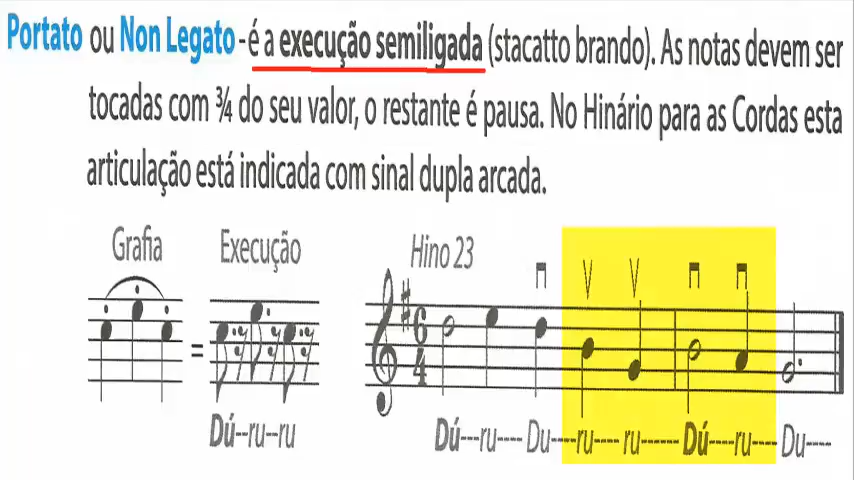 Portato ou Non Legato - é a execução semiligada (stacatto brando). As notas devem ser
tocadas com ¾ do seu valor, o restante é pausa. No Hinário para as Cordas esta
articulação está indicada com sinal dupla arcada.
Grafia Execução Hino 23
6
4
=
Dú--ru--ru Dú---ru---- Du----ru---- ru------ Dú----ru---- Du----